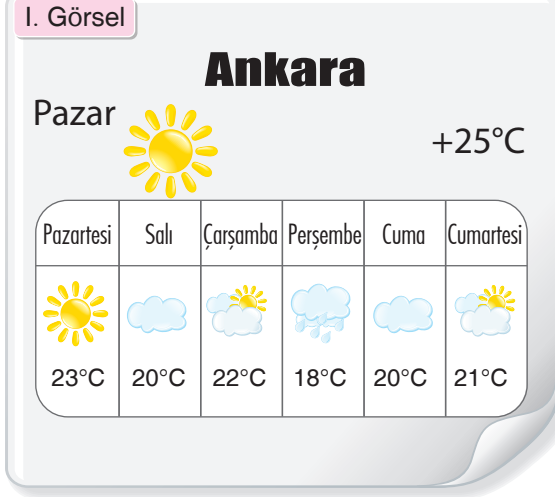 I. Görsel
Ankara
Pazar
+25°C
Pazartesi Salı Çarşamba Perşembe Cuma Cumartesi
23°C 20°C 22°C 18°C 20°C 21°C